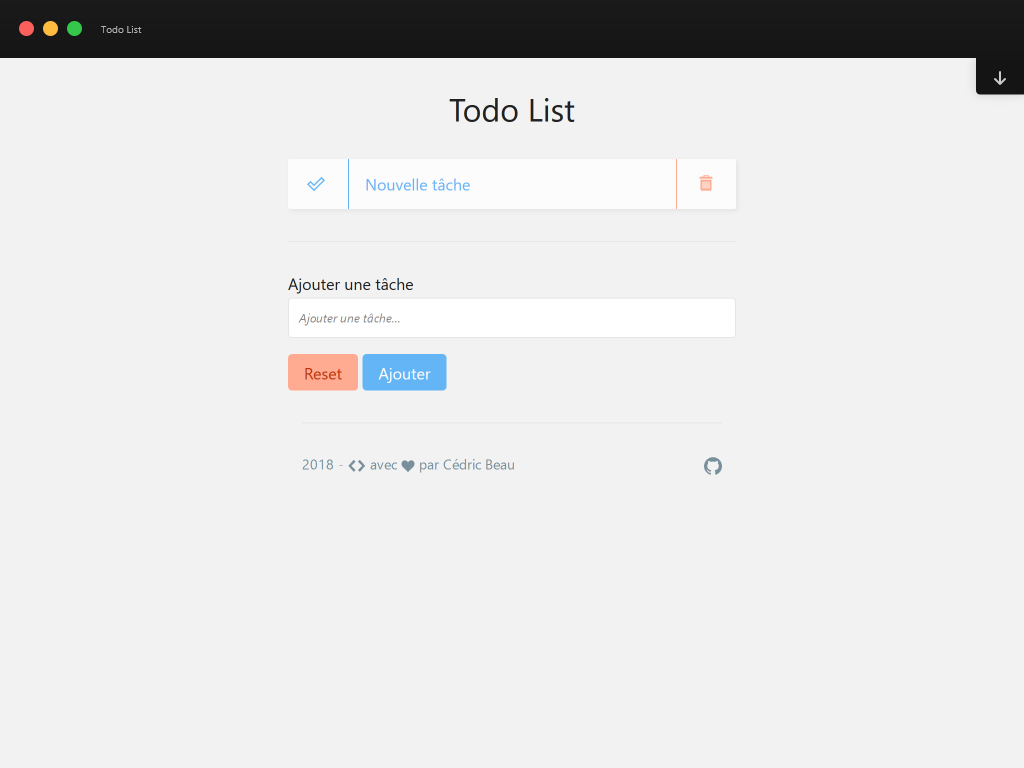 Todo List
Todo List
Nouvelle tâche
Ajouter une tâche
Ajouter une tâche...
Reset Ajouter
2018 - <> avec ♥ par Cédric Beau